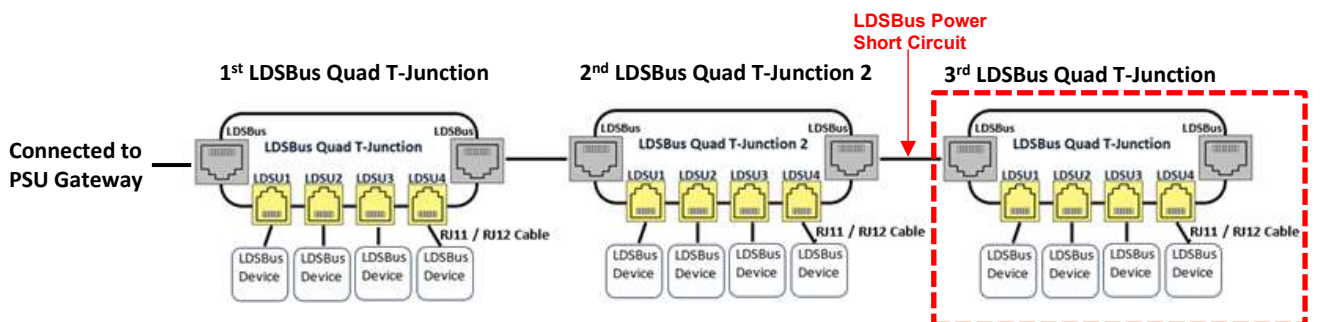 LDSBus Power
Short Circuit
1st LDSBus Quad T-Junction
2nd LDSBus Quad T-Junction 2
3rd LDSBus Quad T-Junction
Connected to
PSU Gateway
LDSBus
LDSBus
LDSBus Quad T-Junction
LDSU1
LDSU2
LDSU3
LDSU4
RJ11 / RJ12 Cable
LDSBus
Device
LDSBus
Device
LDSBus
Device
LDSBus
Device
LDSBus
LDSBus
LDSBus Quad T-Junction 2
LDSU1
LDSU2
LDSU3
LDSU4
RJ11 / RJ12 Cable
LDSBus
Device
LDSBus
Device
LDSBus
Device
LDSBus
Device
LDSBus
LDSBus
LDSBus Quad T-Junction
LDSU1
LDSU2
LDSU3
LDSU4
RJ11 / RJ12 Cable
LDSBus
Device
LDSBus
Device
LDSBus
Device
LDSBus
Device